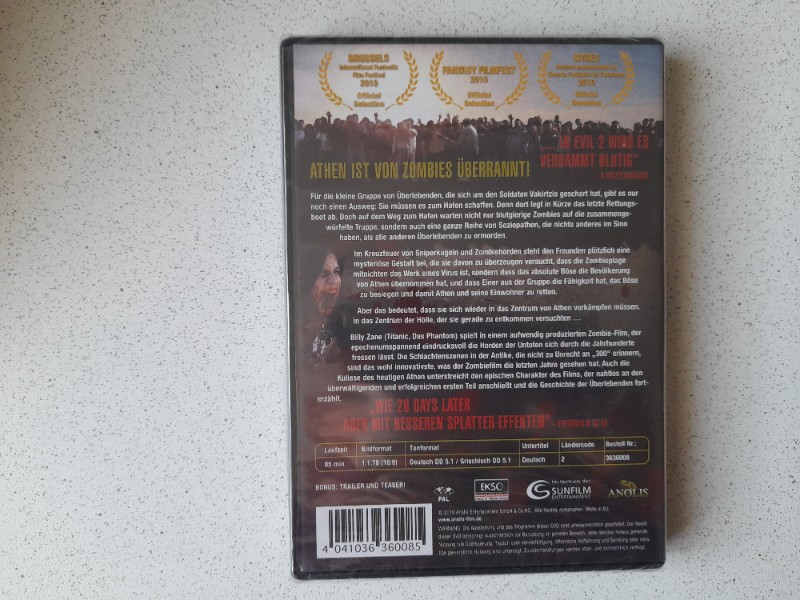 BRUSSELS
International Fantastic
Film Festival
2010
Official
Selection
FANTASY FILMFEST
2010
Official
Selection
SITGES
2010
Official
Selection
„... IN EVIL 2 WIRD ES
VERDAMMT BLUTIG"
ATHEN IST VON ZOMBIES ÜBERRANNT!
Für die kleine Gruppe von Überlebenden, die sich um den Soldaten Vakirtzis geschart hat, gibt es nur
noch einen Ausweg: Sie müssen es zum Hafen schaffen. Denn dort legt in Kürze das letzte Rettungs-
boot ab. Doch auf dem Weg zum Hafen warten nicht nur blutgierige Zombies auf die zusammenge-
würfelte Truppe, sondern auch eine ganze Reihe von Soziopathen, die nichts anderes im Sinn
haben, als alle anderen Überlebenden zu ermorden.
Im Kreuzfeuer von Sniperkugeln und Zombiehorden steht den Freunden plötzlich eine
mysteriöse Gestalt bei, die sie davon zu überzeugen versucht, dass die Zombieplage
mitnichten das Werk eines Virus ist, sondern dass das absolute Böse die Bevölkerung
von Athen übernommen hat, und dass Einer aus der Gruppe die Fähigkeit hat, das Böse
zu besiegen und damit Athen und seine Einwohner zu retten.
Aber das bedeutet, dass sie sich wieder in das Zentrum von Athen vorkämpfen müssen.
In das Zentrum der Hölle, der sie gerade zu entkommen versuchten ...
Billy Zane (Titanic, Das Phantom) spielt in einem aufwendig produzierten Zombie-Film, der
epochenumspannend eindrucksvoll die Horden der Untoten sich durch die Jahrhunderte
fressen lässt. Die Schlachtenszenen in der Antike, die nicht zu Unrecht an „300" erinnern,
sind das wohl innovativste, was der Zombiefilm die letzten Jahre gesehen hat. Auch die
Kulisse des heutigen Athen unterstreicht den epischen Charakter des Films, der nahtlos an den
überwältigenden und erfolgreichen ersten Teil anschließt und die Geschichte der Überlebenden fort-
erzählt.
„WIE 28 DAYS LATER
ABER MIT BESSEREN SPLATTER-EFFEKTEN"
Laufzeit Bildformat Tonformat Untertitel Ländercode Bestell Nr.:
85 min. 1:1.78 (16:9) Deutsch DD 5.1 / Griechisch DD 5.1 Deutsch 2 3636008
BONUS: TRAILER UND TEASER!
PAL
EKSO
Im Vertrieb der
SUNFILM
ENTERTAINMENT
ANOLIS
© 2010 Anolis Entertainment GmbH & Co KG. Alle Rechte vorbehalten. Made in EU.
www.anolis-film.de
4 041036 360085